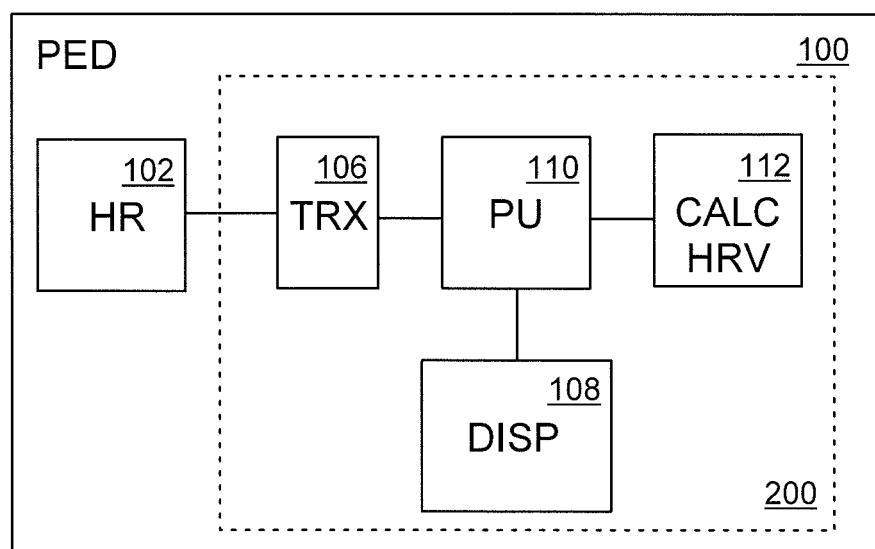 PED
100
102
HR
106
TRX
110
PU
112
CALC
HRV
108
DISP
200